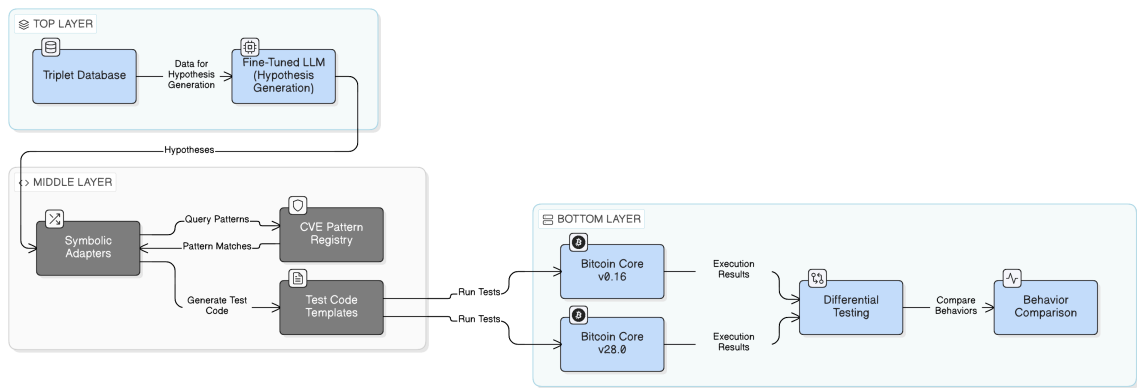 TOP LAYER
Triplet Database
Data for
Hypothesis
Generation
Fine-Tuned LLM
(Hypothesis
Generation)
Hypotheses
MIDDLE LAYER
Symbolic
Adapters
Query Patterns
Pattern Matches
CVE Pattern
Registry
Generate Test
Code
Test Code
Templates
Run Tests
Run Tests
BOTTOM LAYER
Bitcoin Core
v0.16
Execution
Results
Bitcoin Core
v28.0
Execution
Results
Differential
Testing
Compare
Behaviors
Behavior
Comparison